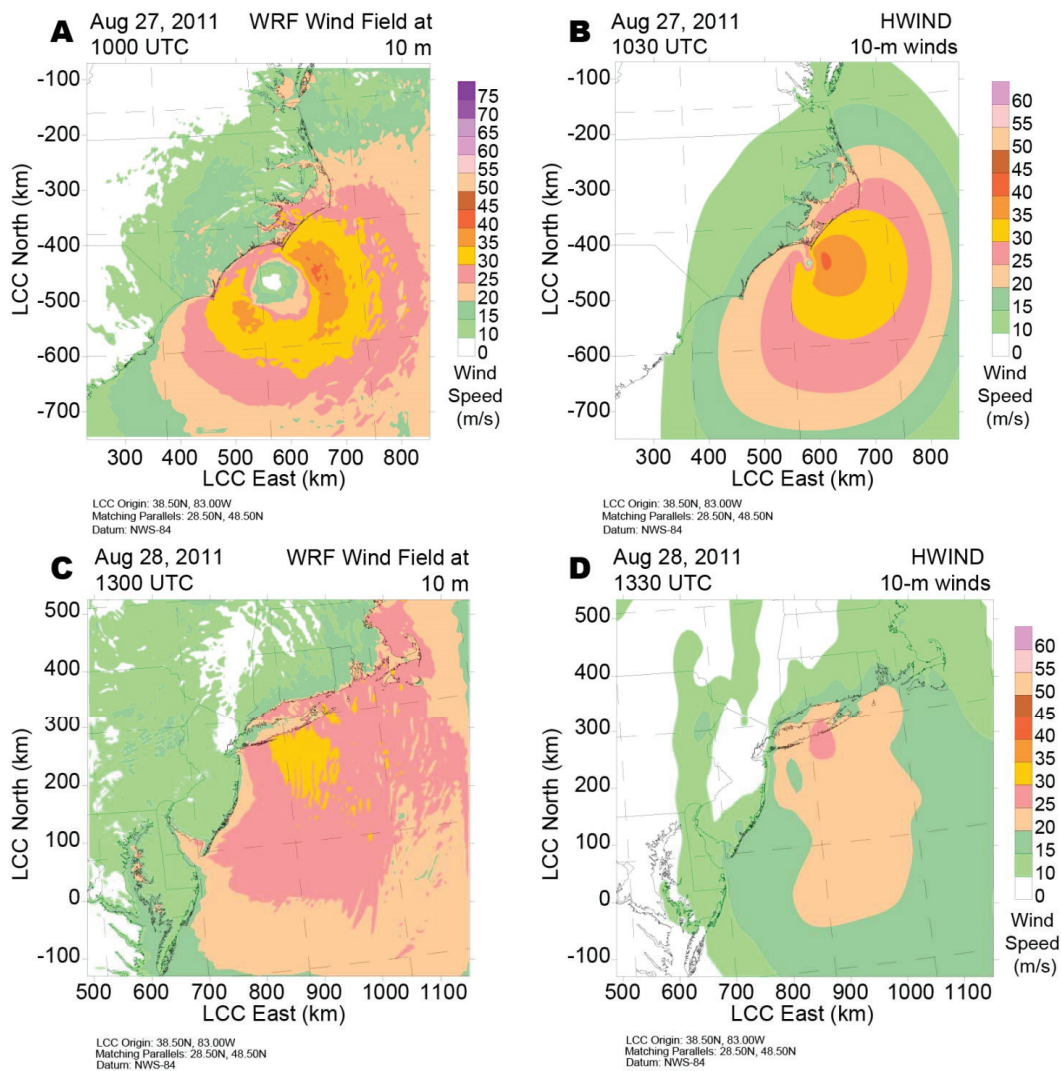 A
Aug 27, 2011
1000 UTC
WRF Wind Field at
10 m
-100
-200
-300
-400
-500
-600
-700
LCC North (km)
300 400 500 600 700 800
LCC East (km)
75
70
65
60
55
50
45
40
35
30
25
20
15
10
0
Wind
Speed
(m/s)
LCC Origin: 38.50N, 83.00W
Matching Parallels: 28.50N, 48.50N
Datum: NWS-84
B
Aug 27, 2011
1030 UTC
HWIND
10-m winds
-100
-200
-300
-400
-500
-600
-700
LCC North (km)
300 400 500 600 700 800
LCC East (km)
60
55
50
45
40
35
30
25
20
15
10
0
Wind
Speed
(m/s)
LCC Origin: 38.50N, 83.00W
Matching Parallels: 28.50N, 48.50N
Datum: NWS-84
C
Aug 28, 2011
1300 UTC
WRF Wind Field at
10 m
500
400
300
200
100
0
-100
LCC North (km)
500 600 700 800 900 1000 1100
LCC East (km)
LCC Origin: 38.50N, 83.00W
Matching Parallels: 28.50N, 48.50N
Datum: NWS-84
D
Aug 28, 2011
1330 UTC
HWIND
10-m winds
500
400
300
200
100
0
-100
LCC North (km)
500 600 700 800 900 1000 1100
LCC East (km)
60
55
50
45
40
35
30
25
20
15
10
0
Wind
Speed
(m/s)
LCC Origin: 38.50N, 83.00W
Matching Parallels: 28.50N, 48.50N
Datum: NWS-84